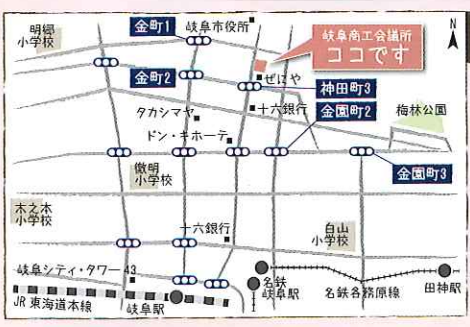 明郷
小学校
金町1
岐阜市役所
岐阜商工会議所
ココです
N
金町2
ぜにや
神田町3
タカシマヤ
十六銀行
金園町2
梅林公園
ドン・キホーテ
徹明
小学校
金園町3
木之木
小学校
十六銀行
白山
小学校
岐阜シティ・タワー43
名鉄
岐阜駅
名鉄各務原線
田神駅
JR東海道本線
岐阜駅